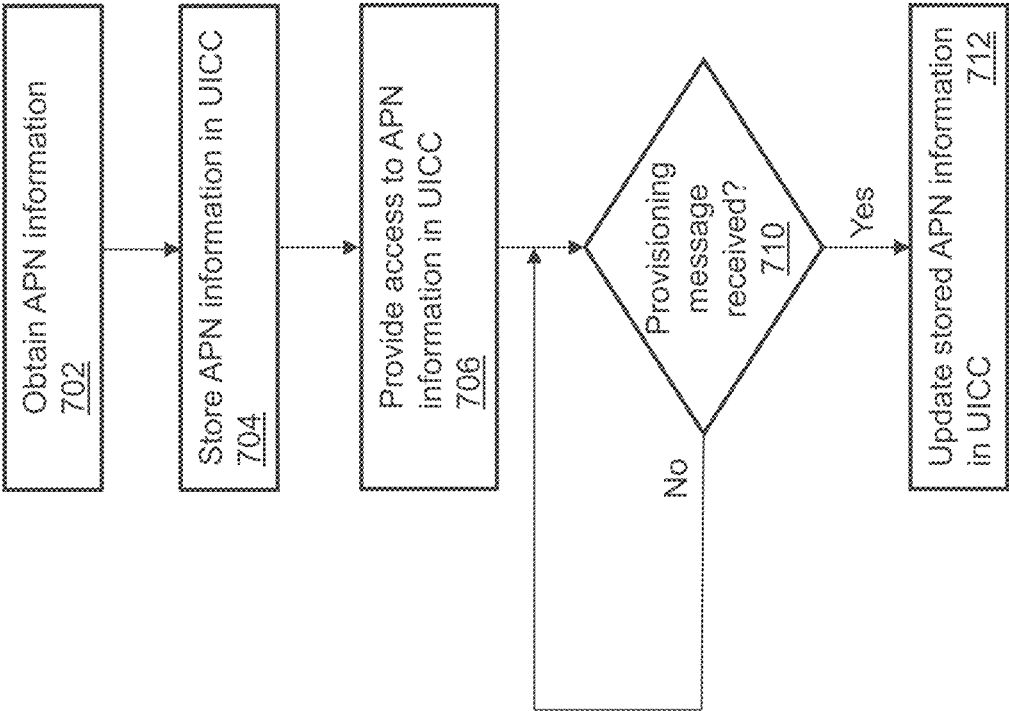 Obtain APN information
702
Store APN information in UICC
704
Provide access to APN
information in UICC
706
Provisioning
message
received?
710
No
Yes
Update stored APN information
in UICC
712